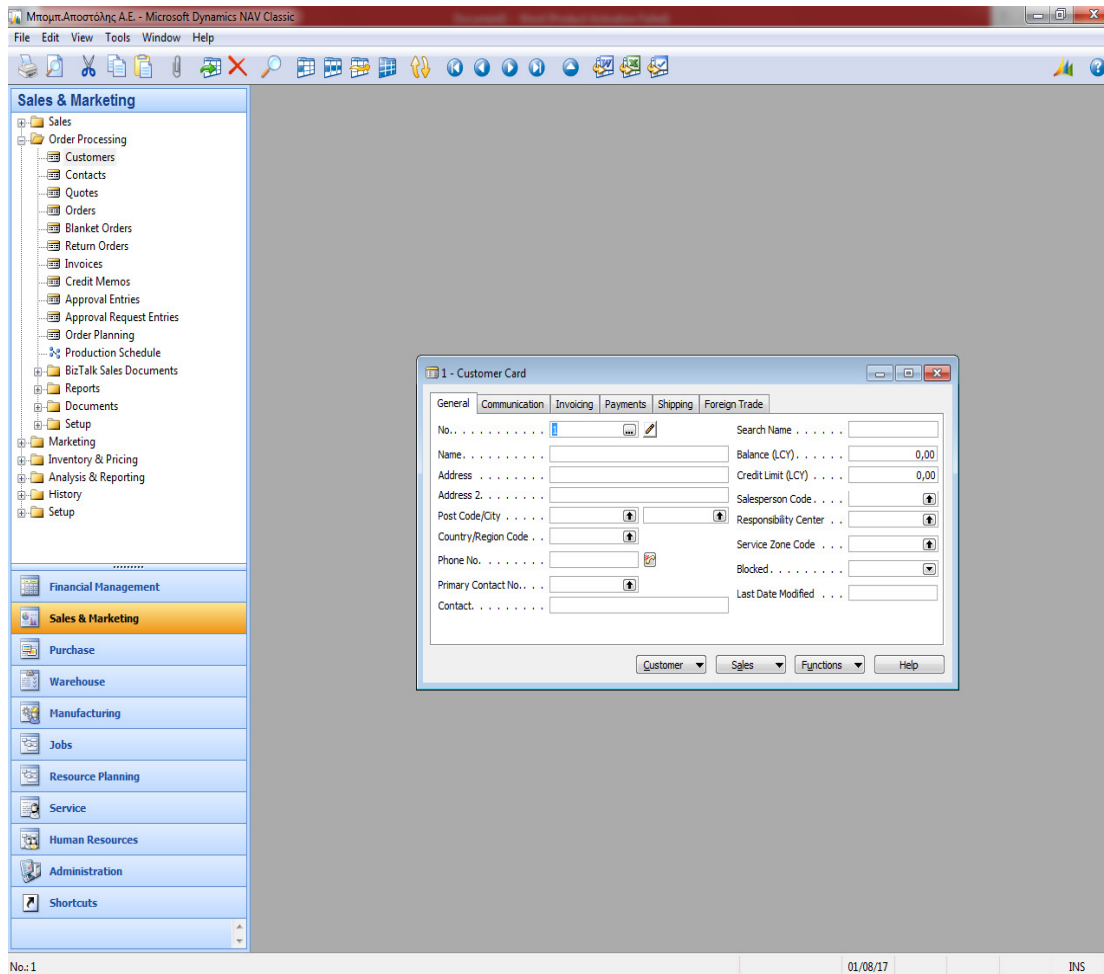 Μπουμπ.Αποστόλης Α.Ε. - Microsoft Dynamics NAV Classic
File Edit View Tools Window Help
Sales & Marketing
Sales
Order Processing
Customers
Contacts
Quotes
Orders
Blanket Orders
Return Orders
Invoices
Credit Memos
Approval Entries
Approval Request Entries
Order Planning
Production Schedule
BizTalk Sales Documents
Reports
Documents
Setup
Marketing
Inventory & Pricing
Analysis & Reporting
History
Setup
Financial Management
Sales & Marketing
Purchase
Warehouse
Manufacturing
Jobs
Resource Planning
Service
Human Resources
Administration
Shortcuts
1 - Customer Card
General Communication Invoicing Payments Shipping Foreign Trade
No. 1
Name
Address
Address 2
Post Code/City
Country/Region Code
Phone No.
Primary Contact No.
Contact
Search Name
Balance (LCY) 0,00
Credit Limit (LCY) 0,00
Salesperson Code
Responsibility Center
Service Zone Code
Blocked
Last Date Modified
Customer Sales Functions Help
No.: 1 01/08/17 INS